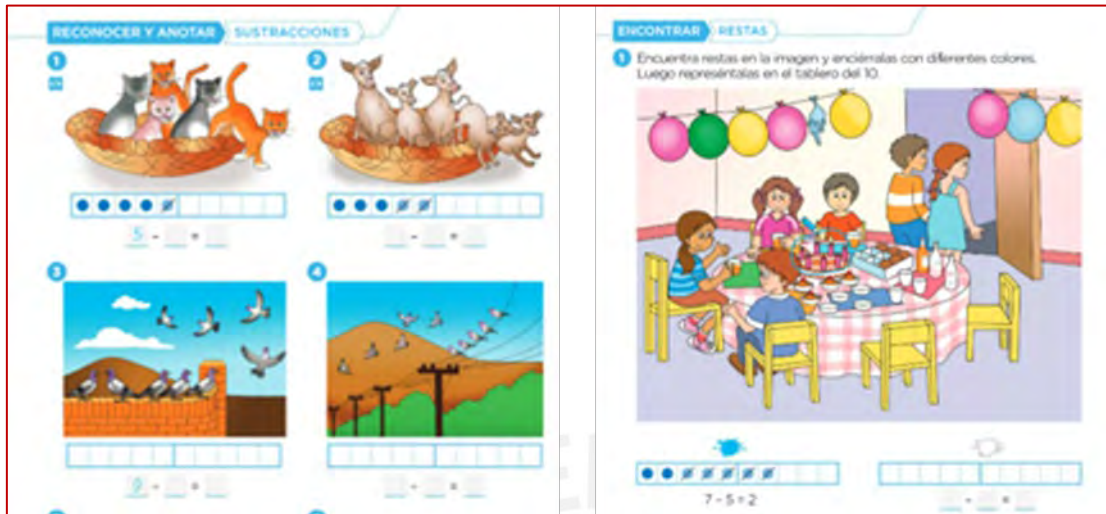 RECONOCER Y ANOTAR SUSTRACCIONES
1
2
5 - =
- =
3
4
9 - =
- =
ENCONTRAR RESTAS
1 Encuentra restas en la imagen y enciérralas con diferentes colores.
Luego represéntalas en el tablero del 10.
7 - 5 = 2
- =